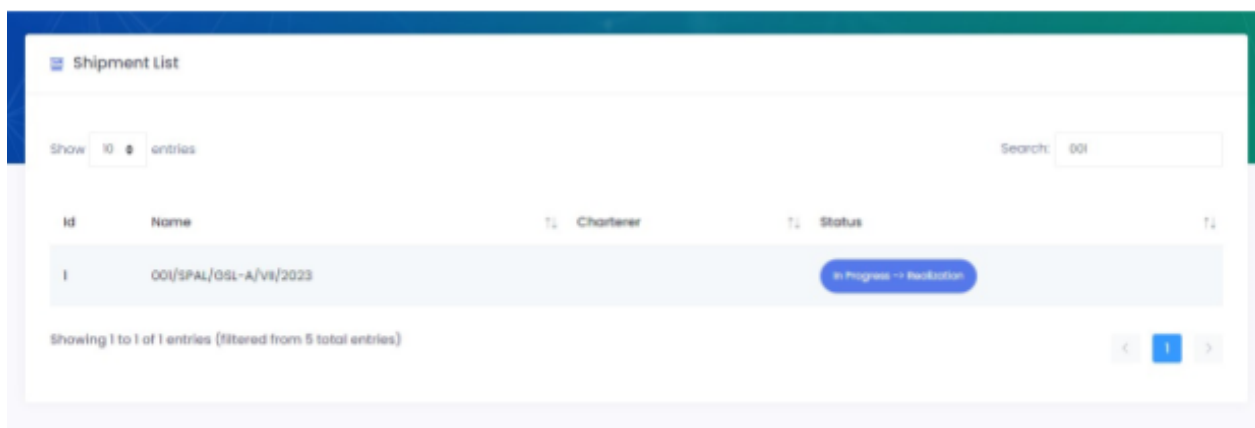 Shipment List
Show 10 entries
Search: 001
Id Name Charterer Status
1 001/SPAL/GSL-A/VII/2023 In Progress -> Realization
Showing 1 to 1 of 1 entries (filtered from 5 total entries)
< 1 >